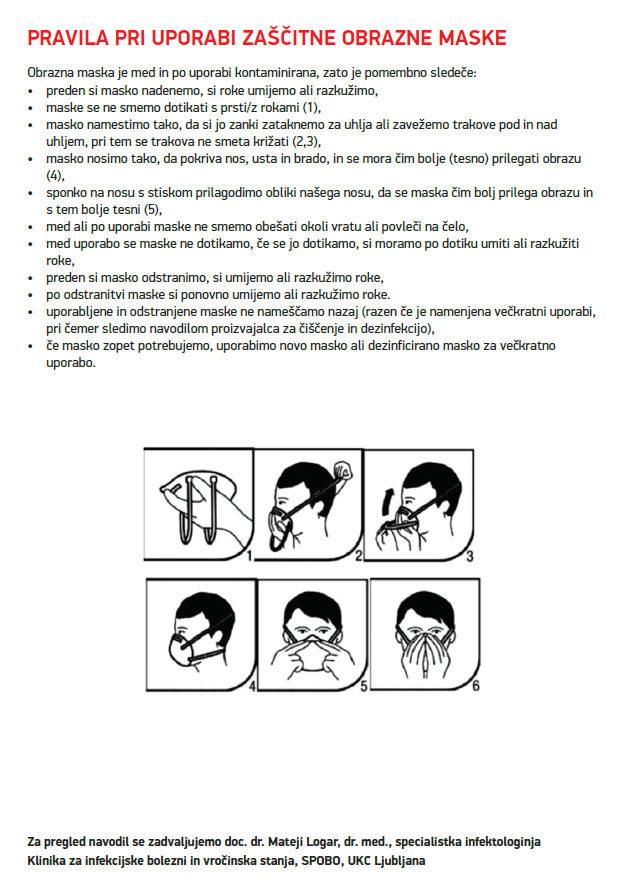 PRAVILA PRI UPORABI ZAŠČITNE OBRAZNE MASKE
Obrazna maska je med in po uporabi kontaminirana, zato je pomembno sledeče:
• preden si masko nadenemo, si roke umijemo ali razkužimo,
• maske se ne smemo dotikati s prsti/z rokami (1),
• masko namestimo tako, da si jo zanki zataknemo za uhlja ali zavežemo trakove pod in nad
uhljem, pri tem se trakova ne smeta križati (2,3),
• masko nosimo tako, da pokriva nos, usta in brado, in se mora čim bolje (tesno) prilegati obrazu
(4),
• sponko na nosu s stiskom prilagodimo obliki našega nosu, da se maska čim bolj prilega obrazu in
s tem bolje tesni (5),
• med ali po uporabi maske ne smemo obešati okoli vratu ali povleči na čelo,
• med uporabo se maske ne dotikamo, če se jo dotikamo, si moramo po dotiku umiti ali razkužiti
roke,
• preden si masko odstranimo, si umijemo ali razkužimo roke,
• po odstranitvi maske si ponovno umijemo ali razkužimo roke.
• uporabljene in odstranjene maske ne nameščamo nazaj (razen če je namenjena večkratni uporabi,
pri čemer sledimo navodilom proizvajalca za čiščenje in dezinfekcijo),
• če masko zopet potrebujemo, uporabimo novo masko ali dezinficirano masko za večkratno
uporabo.
1 2 3
4 5 6
Za pregled navodil se zadvaljujemo doc. dr. Mateji Logar, dr. med., specialistka infektologinja
Klinika za infekcijske bolezni in vročinska stanja, SPOBO, UKC Ljubljana